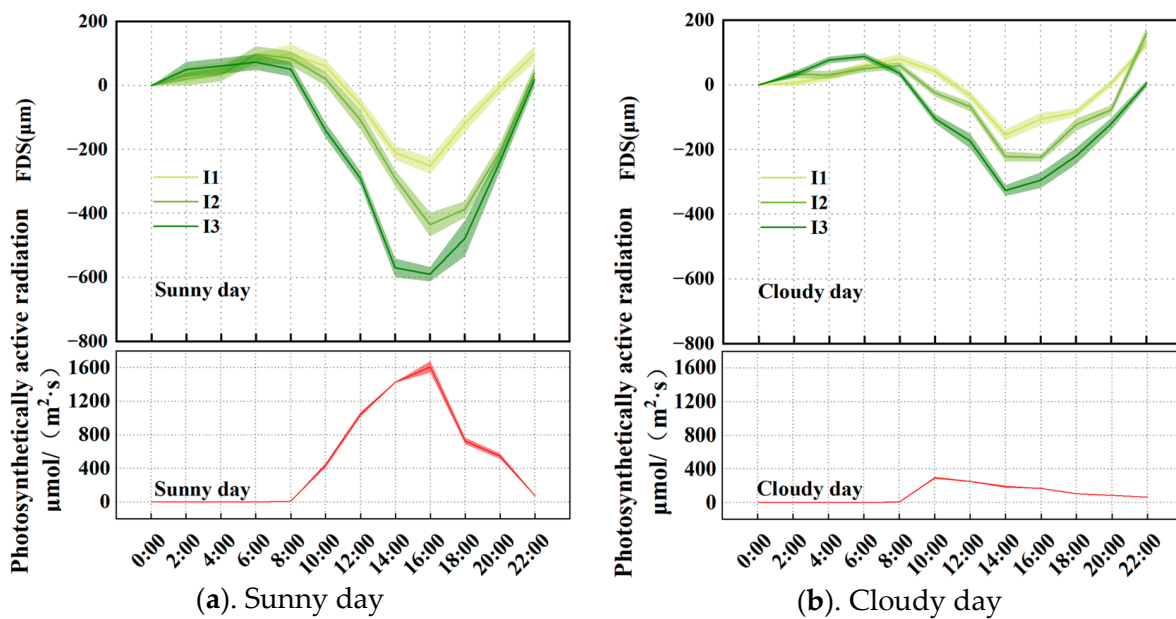 200
0
−200
−400
−600
−800
FDS(μm)
I1
I2
I3
Sunny day
1600
1200
800
400
0
Photosynthetically active radiation
μmol/（m²·s）
Sunny day
0:00
2:00
4:00
6:00
8:00
10:00
12:00
14:00
16:00
18:00
20:00
22:00
(a). Sunny day
200
0
−200
−400
−600
−800
FDS(μm)
I1
I2
I3
Cloudy day
1600
1200
800
400
0
Photosynthetically active radiation
μmol/（m²·s）
Cloudy day
0:00
2:00
4:00
6:00
8:00
10:00
12:00
14:00
16:00
18:00
20:00
22:00
(b). Cloudy day